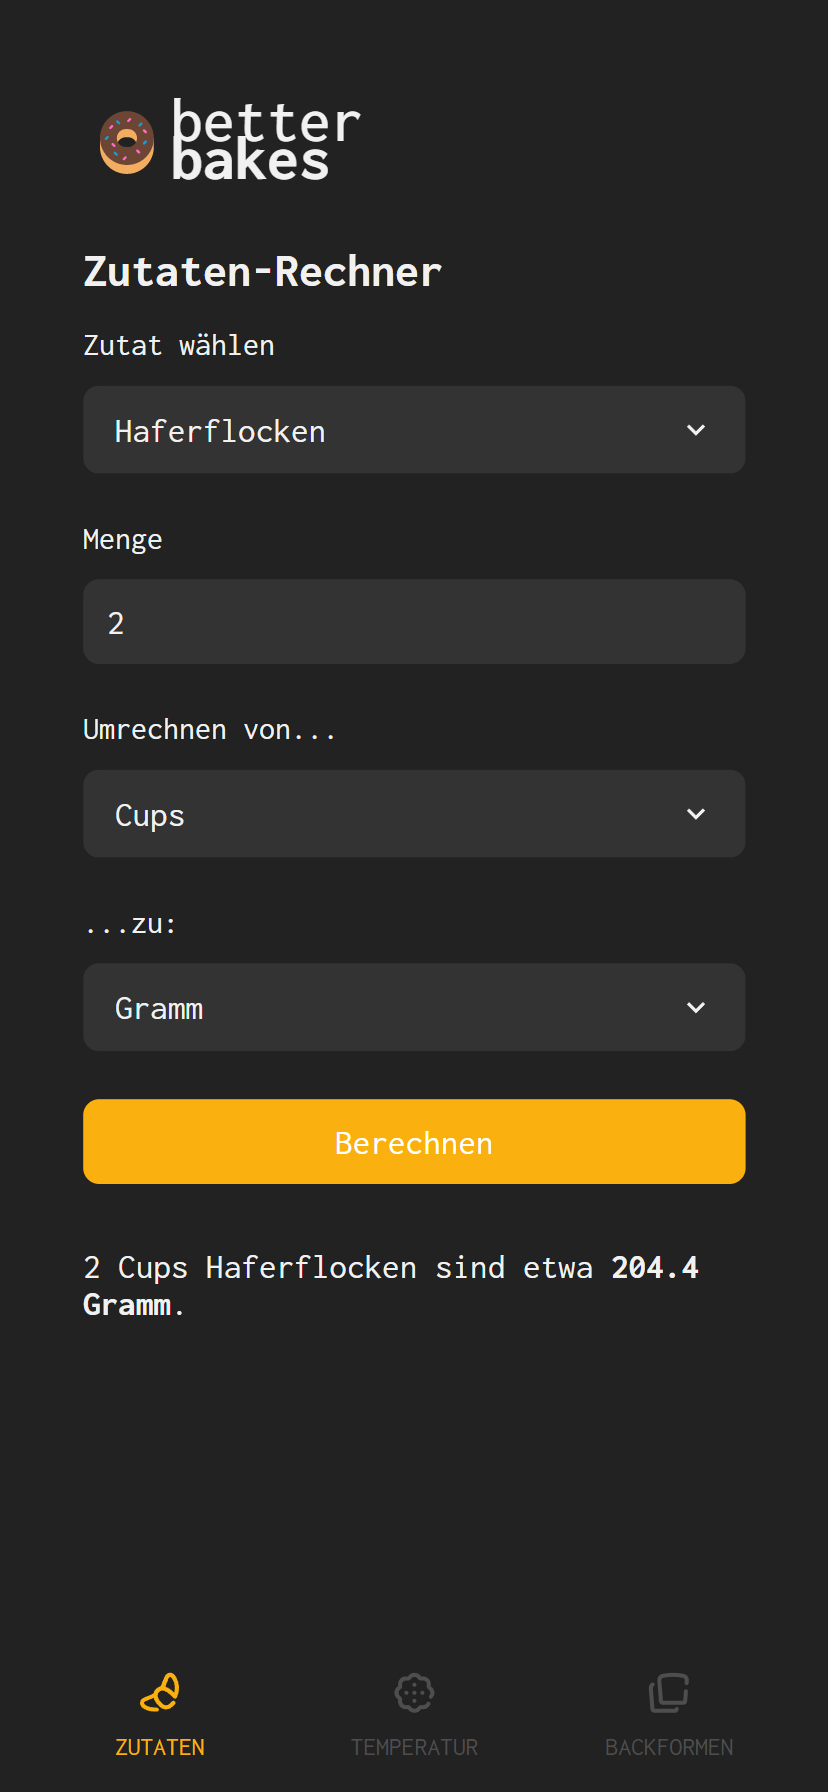 better
bakes
Zutaten-Rechner
Zutat wählen
Haferflocken
Menge
2
Umrechnen von...
Cups
...zu:
Gramm
Berechnen
2 Cups Haferflocken sind etwa 204.4
Gramm.
ZUTATEN TEMPERATUR BACKFORMEN